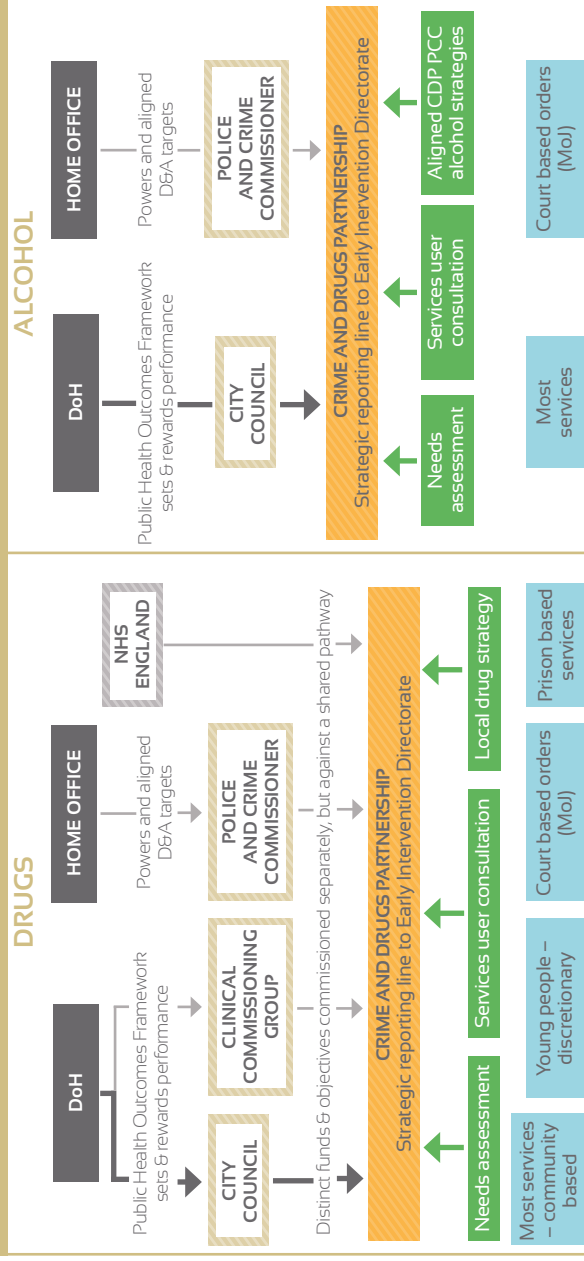 DRUGS
DoH
HOME OFFICE
Public Health Outcomes Framework
sets & rewards performance
Powers and aligned
D&A targets
NHS
ENGLAND
CITY
COUNCIL
CLINICAL
COMMISSIONING
GROUP
POLICE
AND CRIME
COMMISSIONER
Distinct funds & objectives commissioned separately, but against a shared pathway
CRIME AND DRUGS PARTNERSHIP
Strategic reporting line to Early Intervention Directorate
Needs assessment
Services user consultation
Local drug strategy
Most services
– community
based
Young people –
discretionary
Court based orders
(MoJ)
Prison based
services
ALCOHOL
DoH
HOME OFFICE
Public Health Outcomes Framework
sets & rewards performance
Powers and aligned
D&A targets
CITY
COUNCIL
POLICE
AND CRIME
COMMISSIONER
CRIME AND DRUGS PARTNERSHIP
Strategic reporting line to Early Inervention Directorate
Needs
assessment
Services user
consultation
Aligned CDP PCC
alcohol strategies
Most
services
Court based orders
(MoJ)